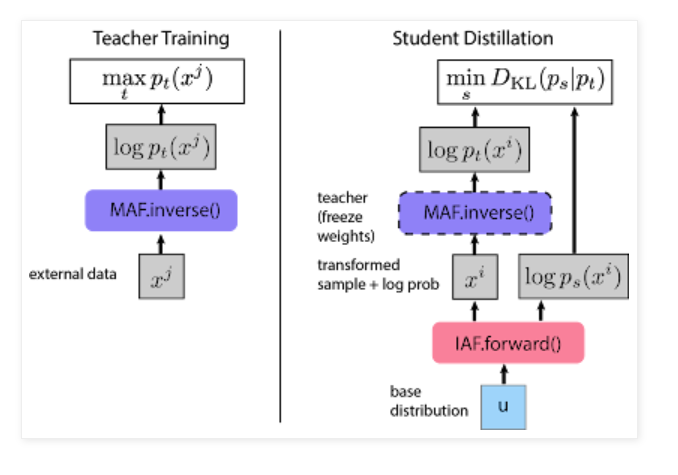 Teacher Training
max_t p_t(x^j)
log p_t(x^j)
MAF.inverse()
external data
x^j
Student Distillation
min_s D_KL(p_s|p_t)
log p_t(x^i)
teacher
(freeze
weights)
MAF.inverse()
transformed
sample + log prob
x^i
log p_s(x^i)
IAF.forward()
base
distribution
u